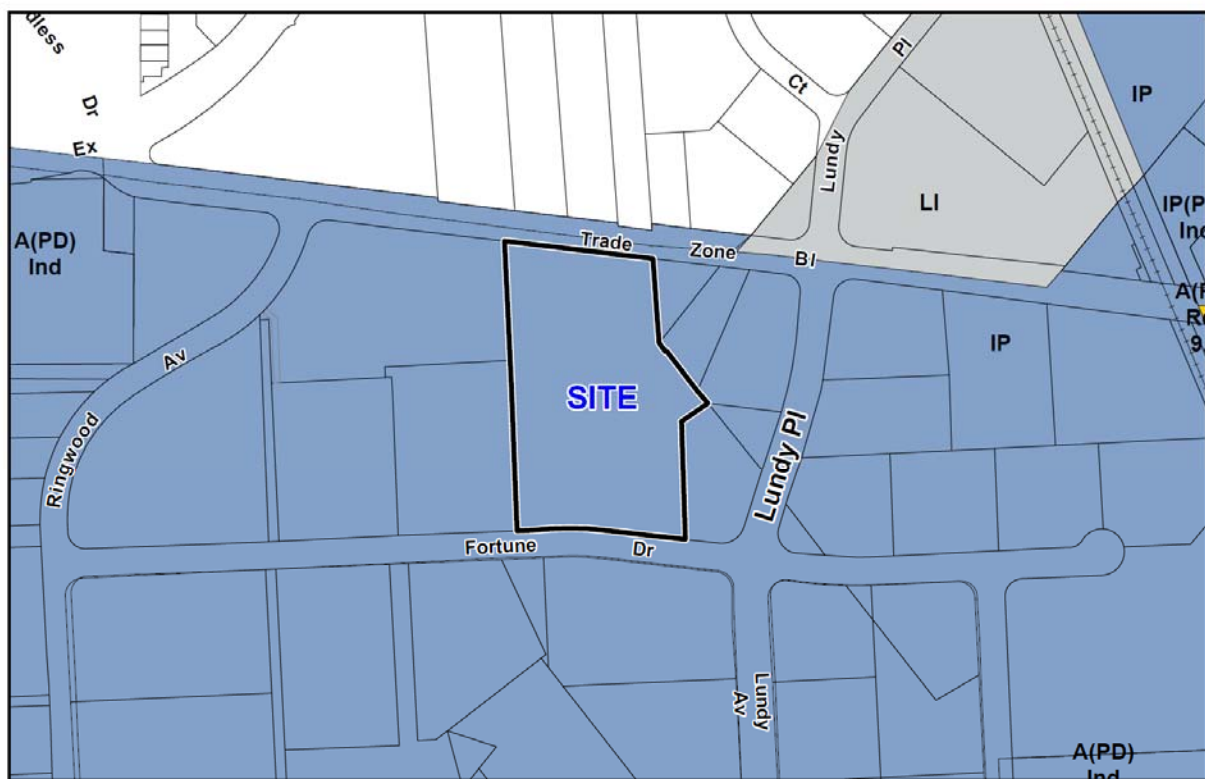 dless
Dr
Ex
Ct
Pl
Lundy
IP
LI
IP(P
Ind
A(PD)
Ind
Trade
Zone
Bl
IP
9,
Av
SITE
Ringwood
Lundy Pl
Fortune
Dr
Lundy
Av
A(PD)
Ind